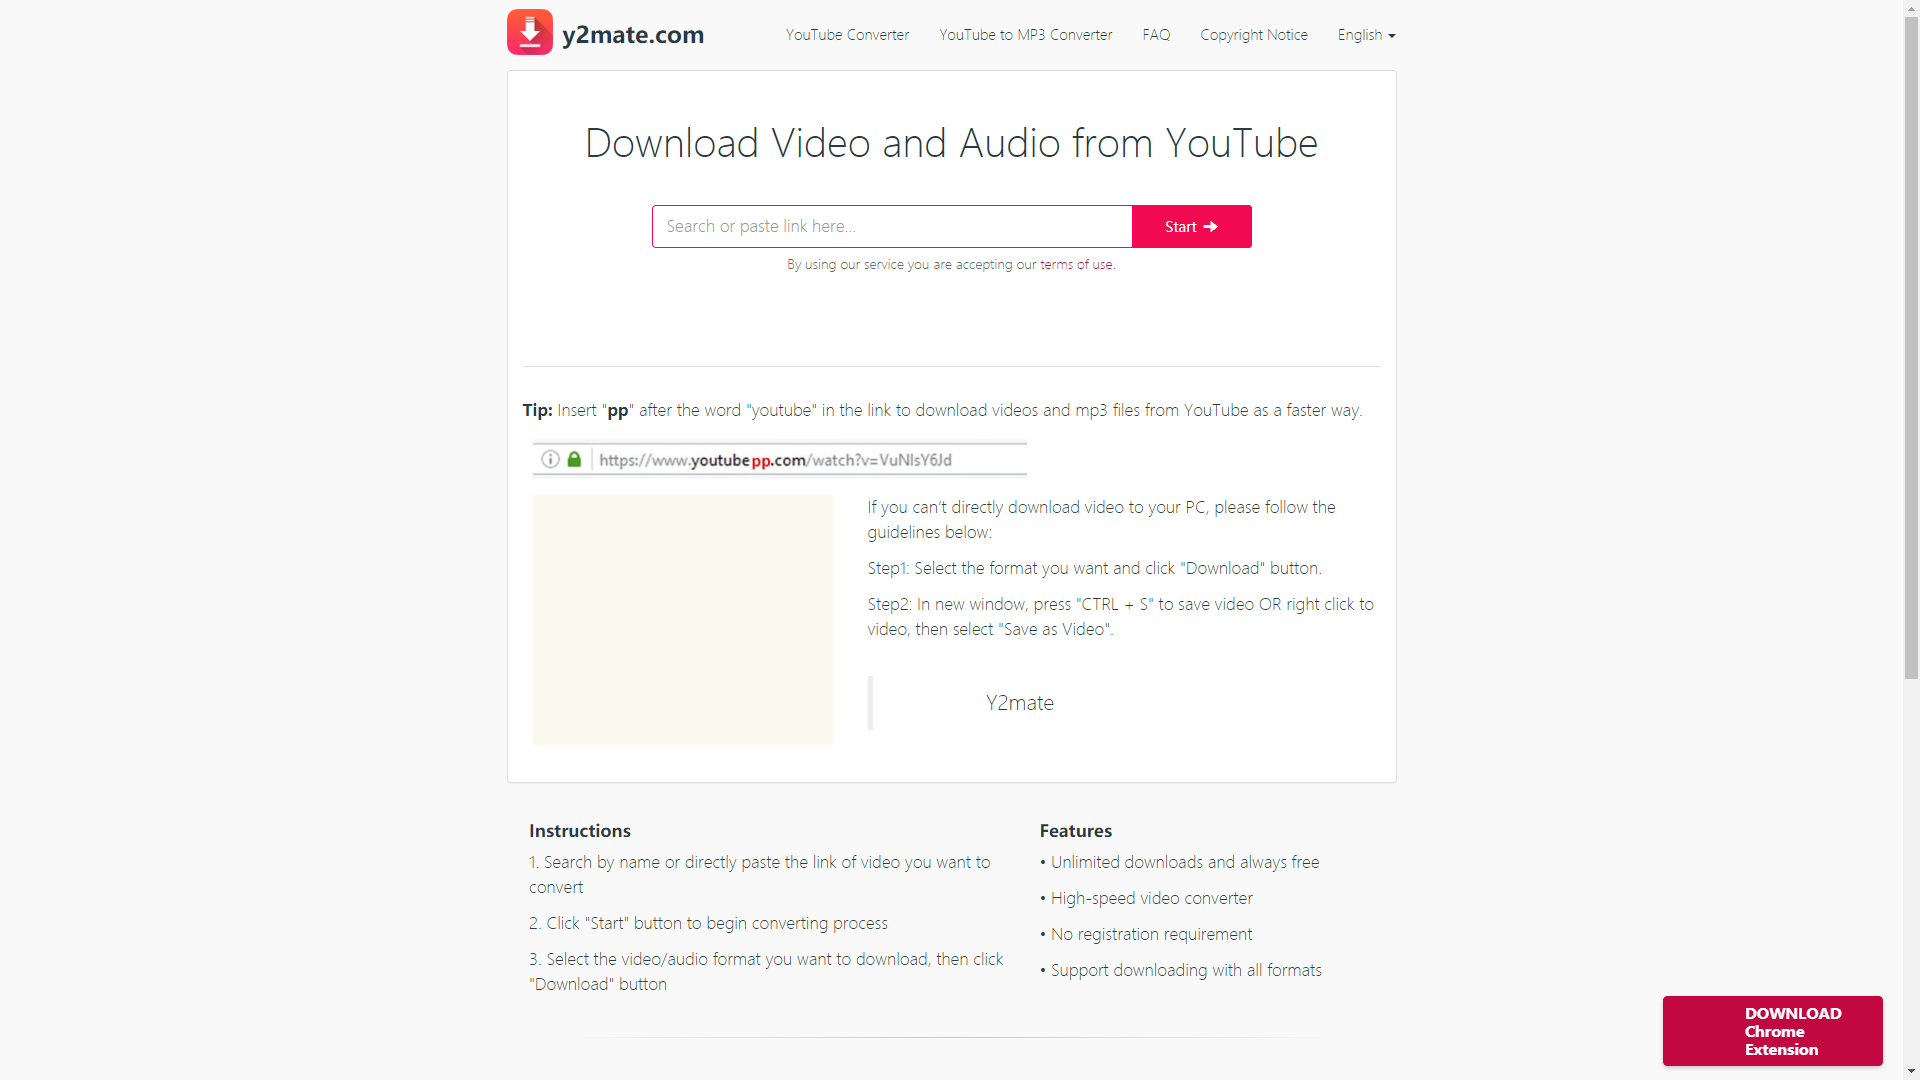 y2mate.com
YouTube Converter
YouTube to MP3 Converter
FAQ
Copyright Notice
English
Download Video and Audio from YouTube
Search or paste link here...
Start
By using our service you are accepting our terms of use.
Tip: Insert "pp" after the word "youtube" in the link to download videos and mp3 files from YouTube as a faster way.
https://www.youtubepp.com/watch?v=VuNIsY6Jd
If you can’t directly download video to your PC, please follow the
guidelines below:
Step1: Select the format you want and click "Download" button.
Step2: In new window, press "CTRL + S" to save video OR right click to
video, then select "Save as Video".
Y2mate
Instructions
1. Search by name or directly paste the link of video you want to
convert
2. Click "Start" button to begin converting process
3. Select the video/audio format you want to download, then click
"Download" button
Features
• Unlimited downloads and always free
• High-speed video converter
• No registration requirement
• Support downloading with all formats
DOWNLOAD
Chrome
Extension